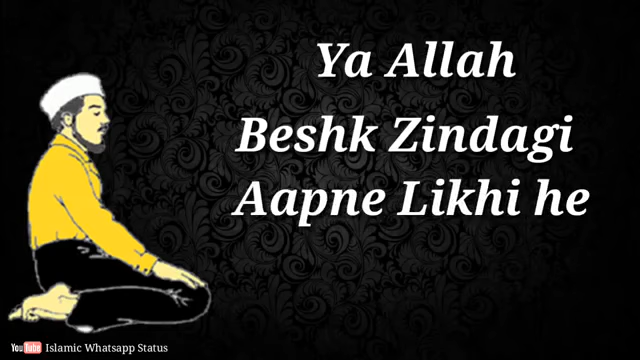 Ya Allah
Beshk Zindagi
Aapne Likhi he
YouTube Islamic Whatsapp Status